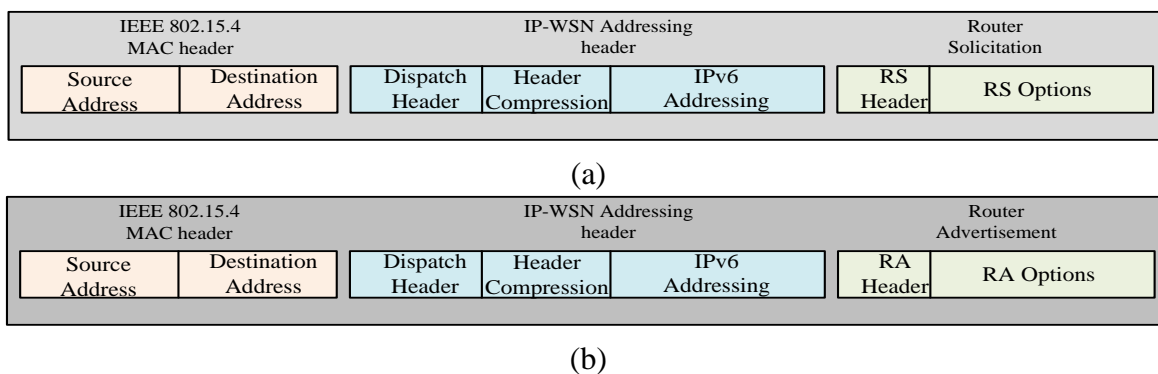 IEEE 802.15.4 MAC header
IP-WSN Addressing header
Router Solicitation
Source Address
Destination Address
Dispatch Header
Header Compression
IPv6 Addressing
RS Header
RS Options
(a)
IEEE 802.15.4 MAC header
IP-WSN Addressing header
Router Advertisement
Source Address
Destination Address
Dispatch Header
Header Compression
IPv6 Addressing
RA Header
RA Options
(b)